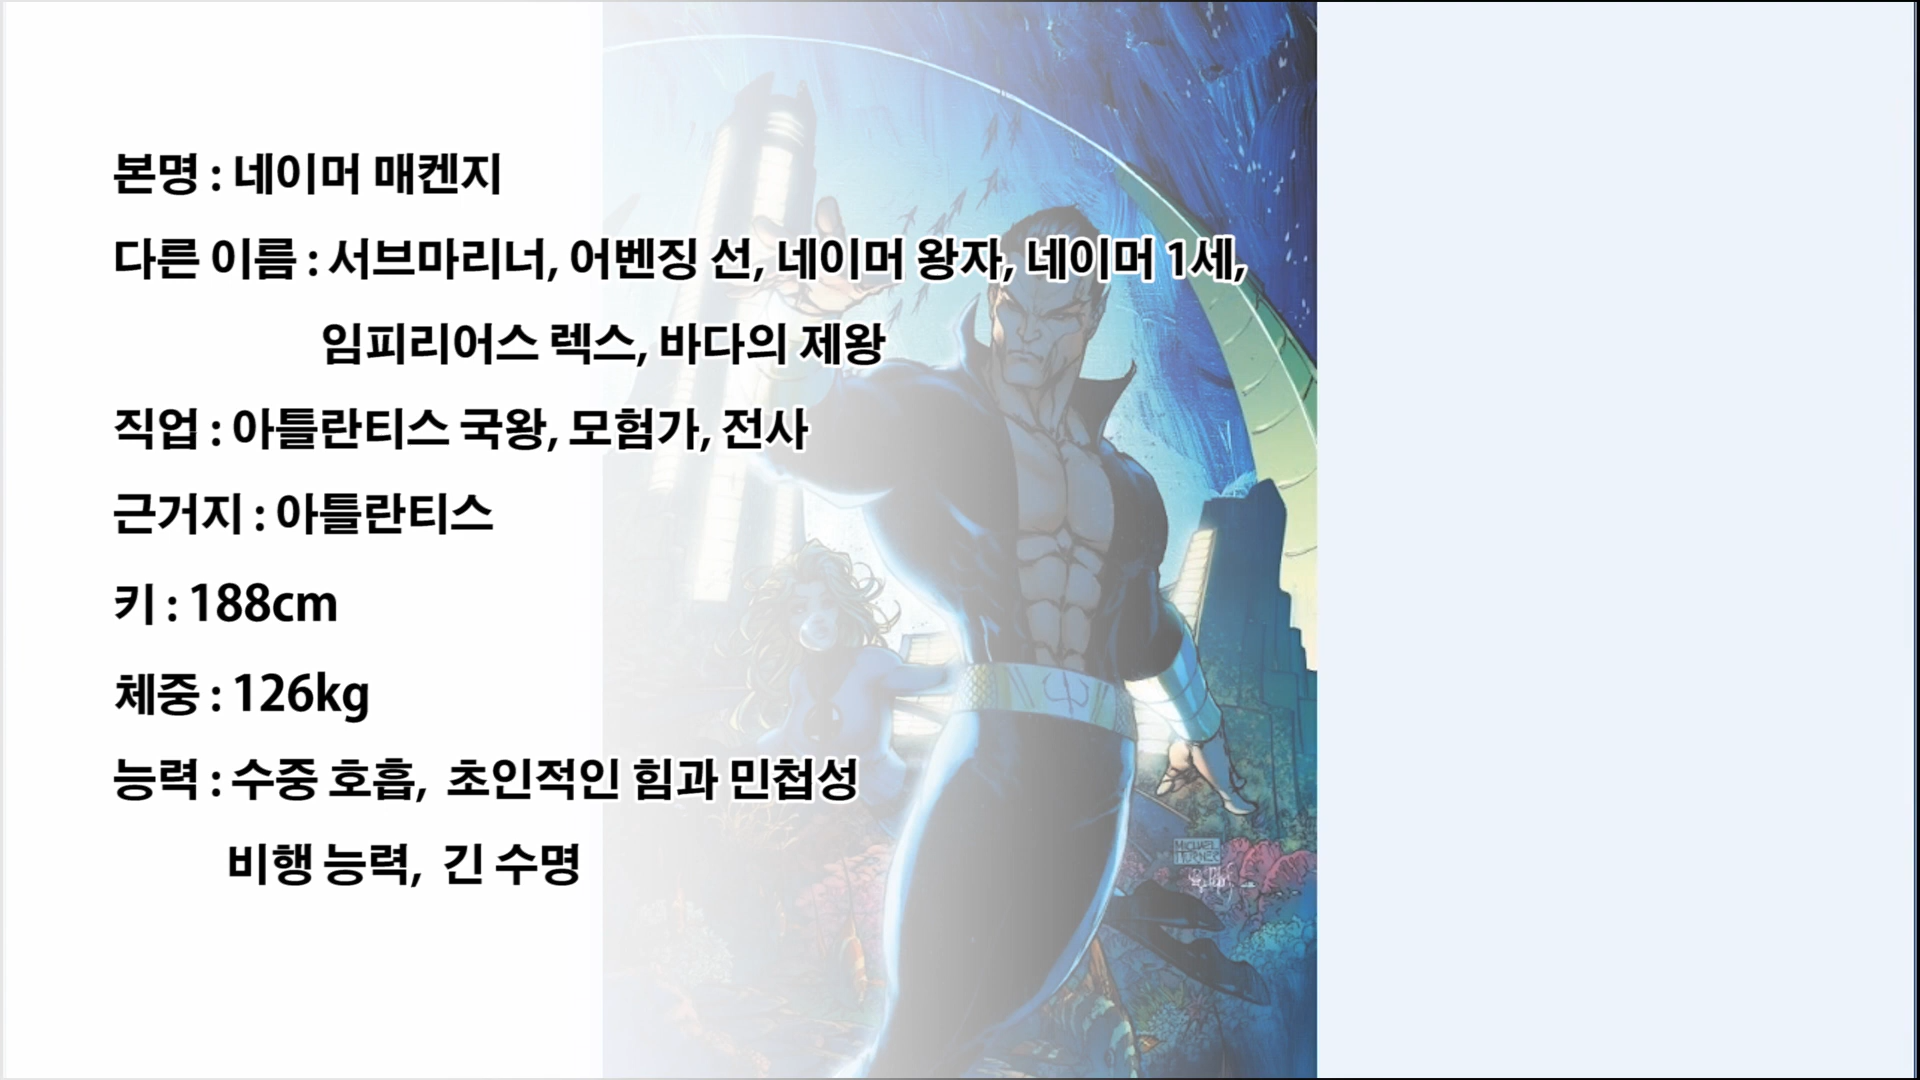 본명 : 네이머 매켄지
다른 이름 : 서브마리너, 어벤징 선, 네이머 왕자, 네이머 1세,
임피리어스 렉스, 바다의 제왕
직업 : 아틀란티스 국왕, 모험가, 전사
근거지 : 아틀란티스
키 : 188cm
체중 : 126kg
능력 : 수중 호흡, 초인적인 힘과 민첩성
비행 능력, 긴 수명
MICHAEL
TURNER